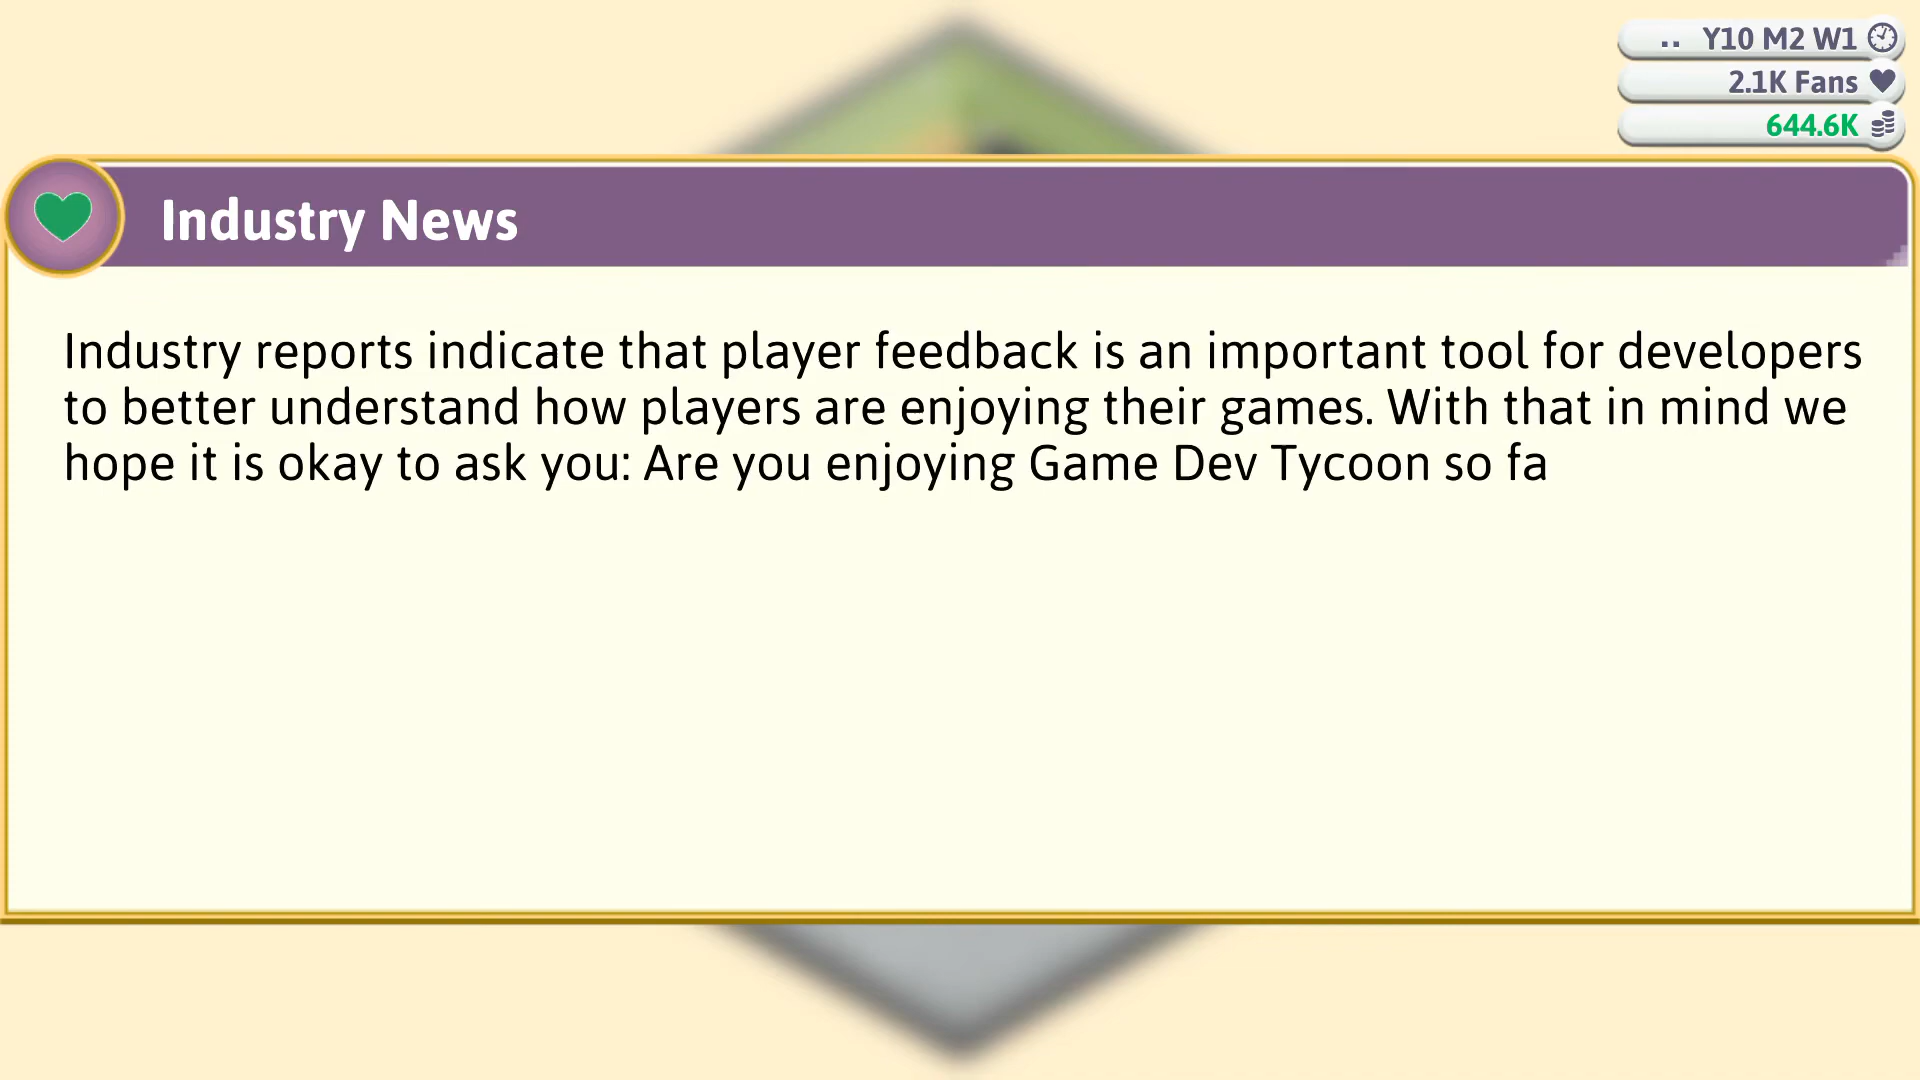 .. Y10 M2 W1
2.1K Fans
644.6K
Industry News
Industry reports indicate that player feedback is an important tool for developers
to better understand how players are enjoying their games. With that in mind we
hope it is okay to ask you: Are you enjoying Game Dev Tycoon so fa